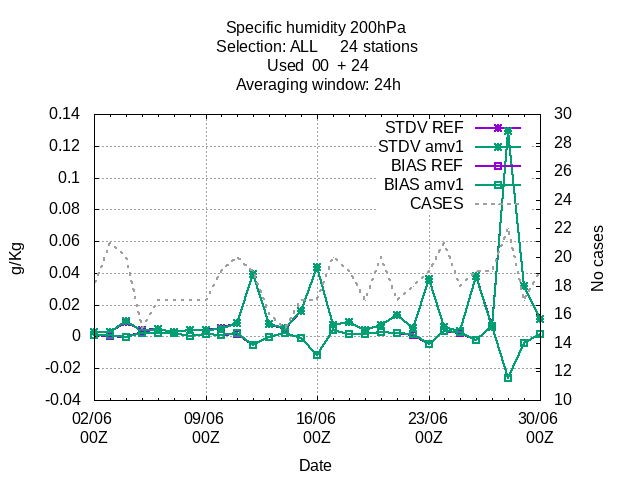 Specific humidity 200hPa
Selection: ALL 24 stations
Used 00 + 24
Averaging window: 24h
0.14
0.12
0.1
0.08
0.06
0.04
0.02
0
-0.02
-0.04
g/Kg
STDV REF
STDV amv1
BIAS REF
BIAS amv1
CASES
30
28
26
24
22
20
18
16
14
12
10
No cases
02/06 09/06 16/06 23/06 30/06
00Z 00Z 00Z 00Z 00Z
Date